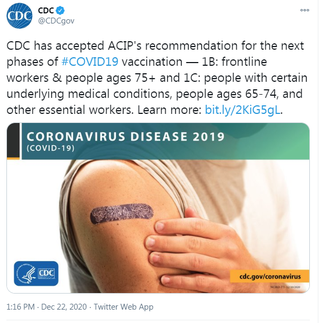 CDC
@CDCgov
CDC has accepted ACIP's recommendation for the next
phases of #COVID19 vaccination — 1B: frontline
workers & people ages 75+ and 1C: people with certain
underlying medical conditions, people ages 65-74, and
other essential workers. Learn more: bit.ly/2KiG5gL.
CORONAVIRUS DISEASE 2019
(COVID-19)
CDC
cdc.gov/coronavirus
1:16 PM · Dec 22, 2020 · Twitter Web App